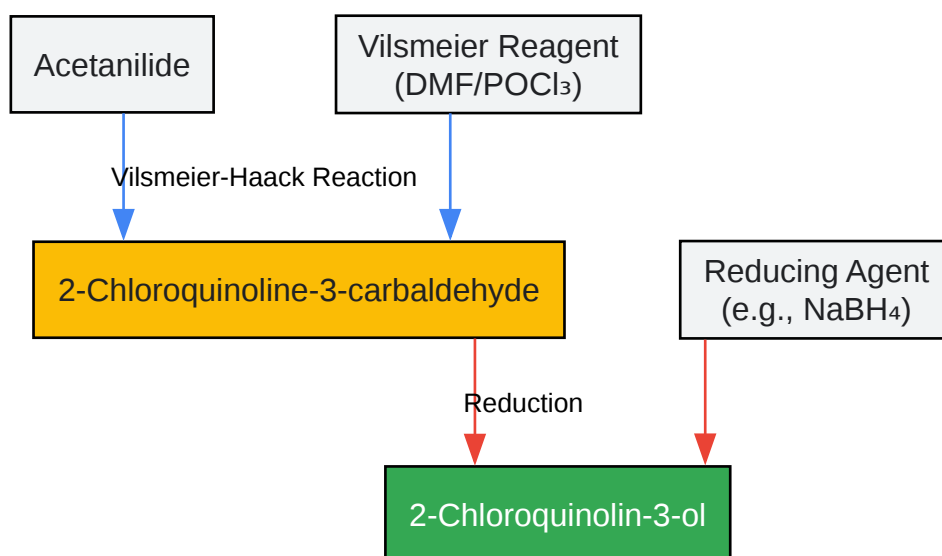 Acetanilide
Vilsmeier Reagent
(DMF/POCl₃)
Vilsmeier-Haack Reaction
2-Chloroquinoline-3-carbaldehyde
Reducing Agent
(e.g., NaBH₄)
Reduction
2-Chloroquinolin-3-ol